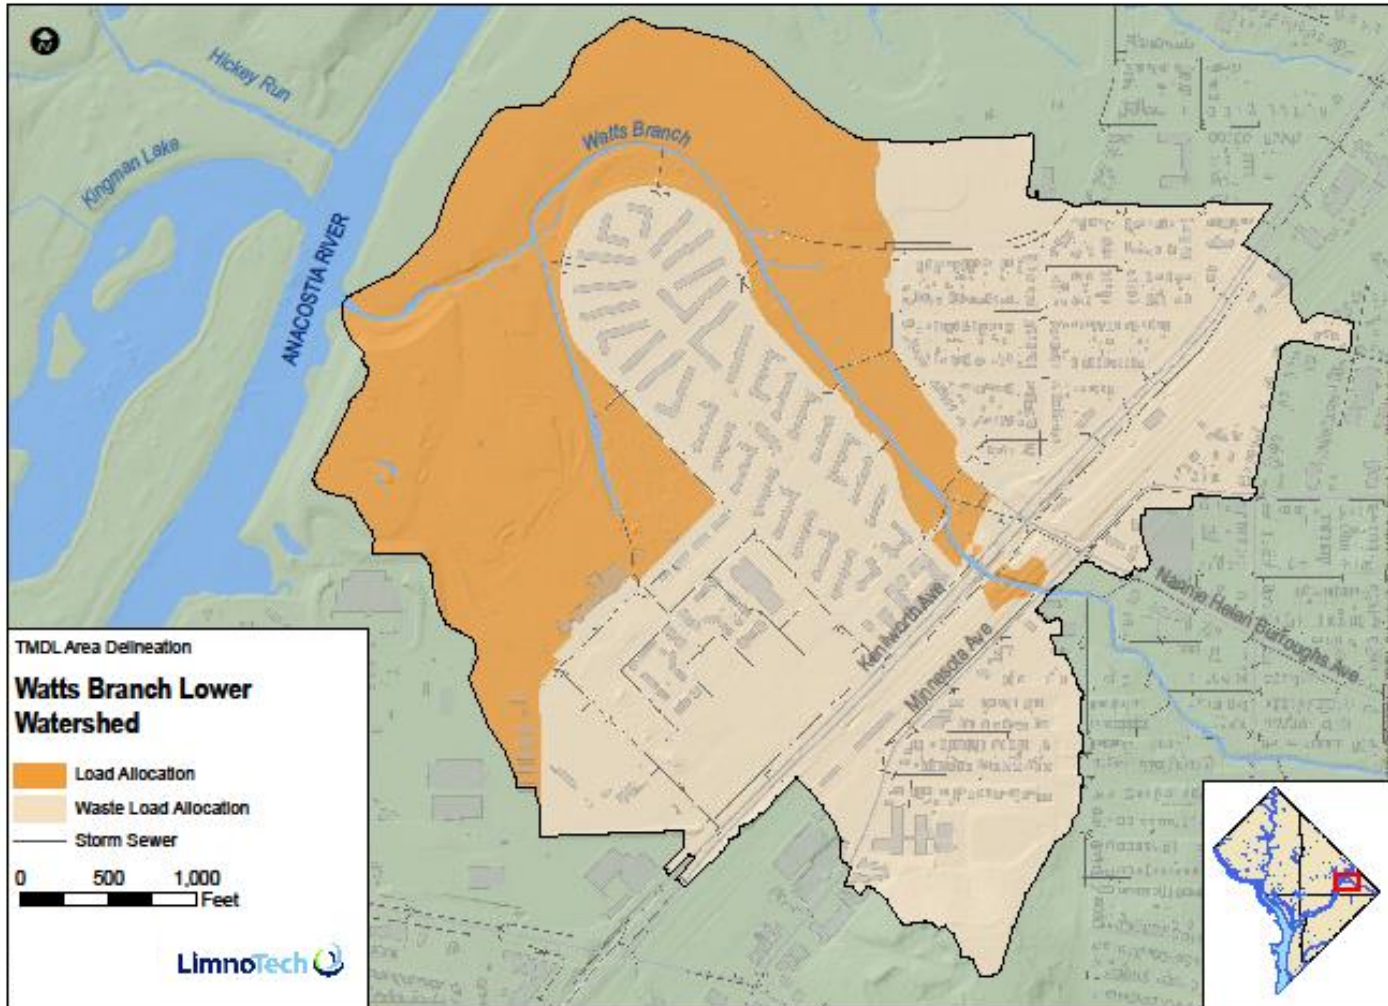 N
Hickey Run
Kingman Lake
ANACOSTIA RIVER
Watts Branch
Kenilworth Ave
Minnesota Ave
Nannie Helen Burroughs Ave
TMDL Area Delineation
Watts Branch Lower
Watershed
Load Allocation
Waste Load Allocation
Storm Sewer
0 500 1,000
Feet
LimnoTech